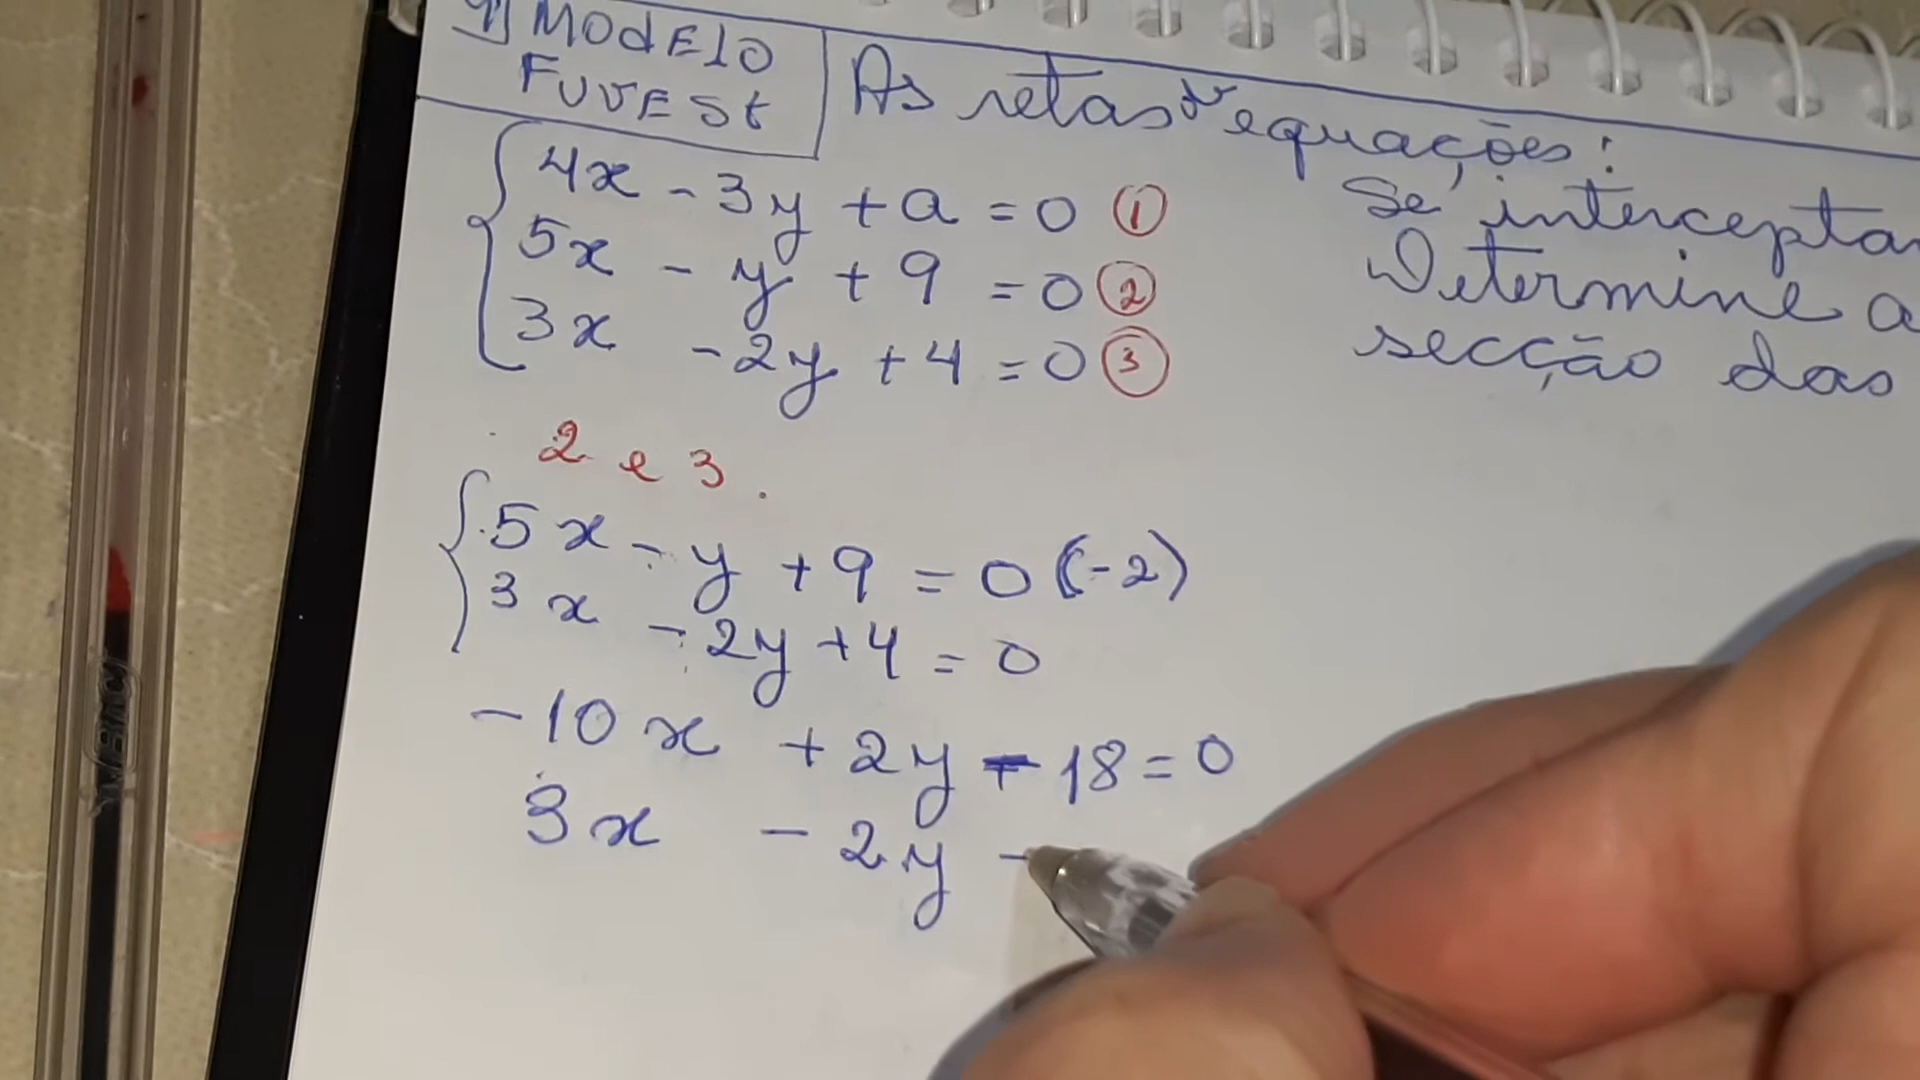 1) MODELO
FUVEST
As retas de equações:
4x - 3y + a = 0 ①
5x - y + 9 = 0 ②
3x - 2y + 4 = 0 ③
Se interceptam
Determine a
secção das
2 e 3.
5x - y + 9 = 0 (-2)
3x - 2y + 4 = 0
-10x + 2y - 18 = 0
3x - 2y -
BIC